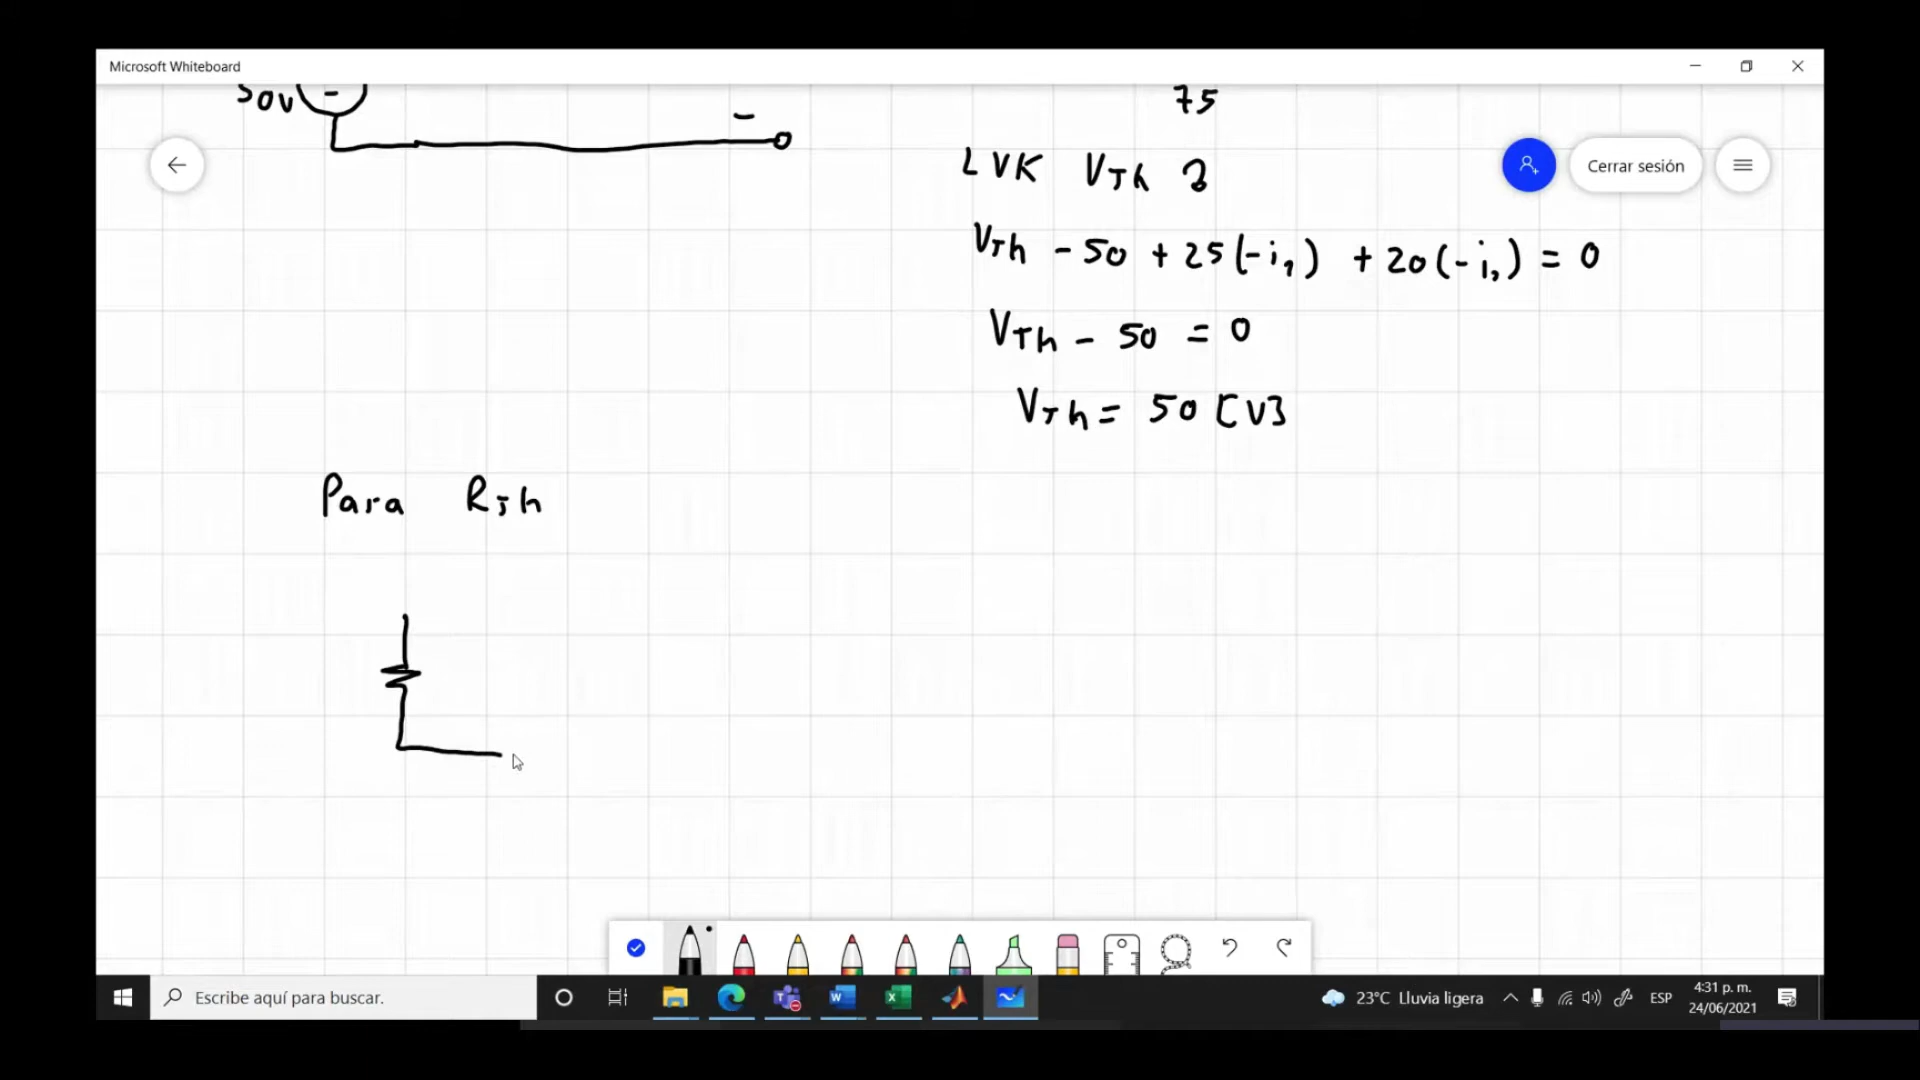 Microsoft Whiteboard
50v
-
-
75
LVK VTh
Cerrar sesión
VTh - 50 + 25(-i1) + 20(-i1) = 0
VTh - 50 = 0
VTh = 50 [V]
Para RTh
Escribe aquí para buscar.
23°C Lluvia ligera
ESP
4:31 p. m.
24/06/2021